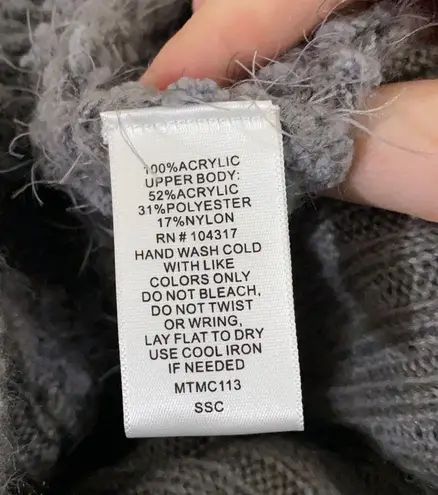 100%ACRYLIC
UPPER BODY:
52%ACRYLIC
31%POLYESTER
17%NYLON
RN # 104317
HAND WASH COLD
WITH LIKE
COLORS ONLY
DO NOT BLEACH,
DO NOT TWIST
OR WRING,
LAY FLAT TO DRY
USE COOL IRON
IF NEEDED
MTMC113
SSC